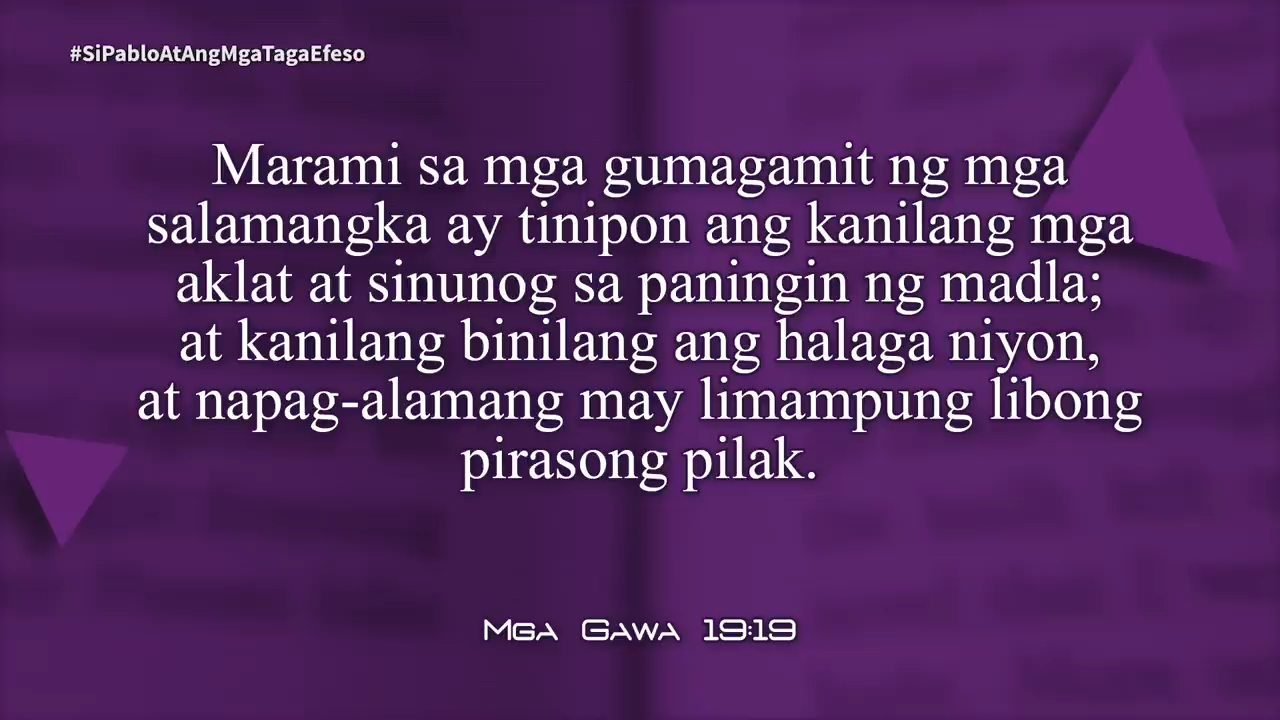 #SiPabloAtAngMgaTagaEfeso
Marami sa mga gumagamit ng mga
salamangka ay tinipon ang kanilang mga
aklat at sinunog sa paningin ng madla;
at kanilang binilang ang halaga niyon,
at napag-alamang may limampung libong
pirasong pilak.
Mga Gawa 19:19